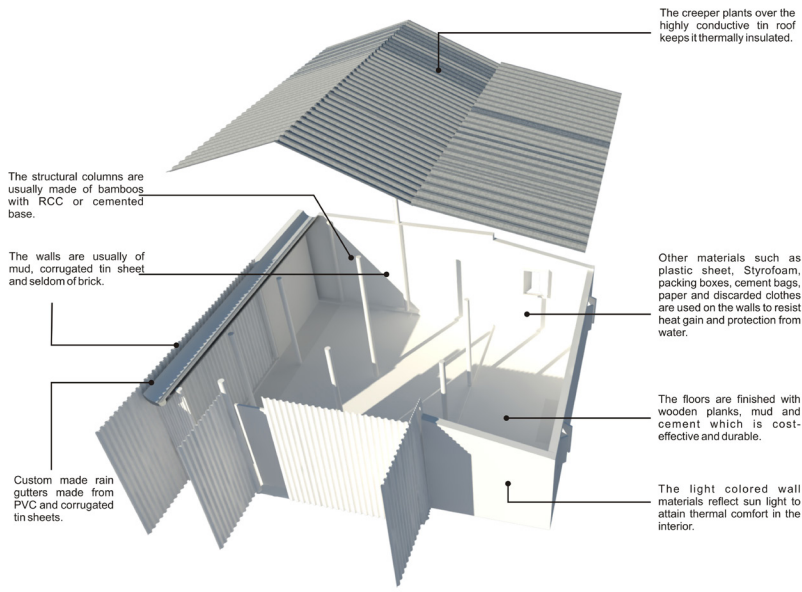 The creeper plants over the
highly conductive tin roof
keeps it thermally insulated.
The structural columns are
usually made of bamboos
with RCC or cemented
base.
The walls are usually of
mud, corrugated tin sheet
and seldom of brick.
Other materials such as
plastic sheet, Styrofoam,
packing boxes, cement bags,
paper and discarded clothes
are used on the walls to resist
heat gain and protection from
water.
The floors are finished with
wooden planks, mud and
cement which is cost-
effective and durable.
Custom made rain
gutters made from
PVC and corrugated
tin sheets.
The light colored wall
materials reflect sun light to
attain thermal comfort in the
interior.